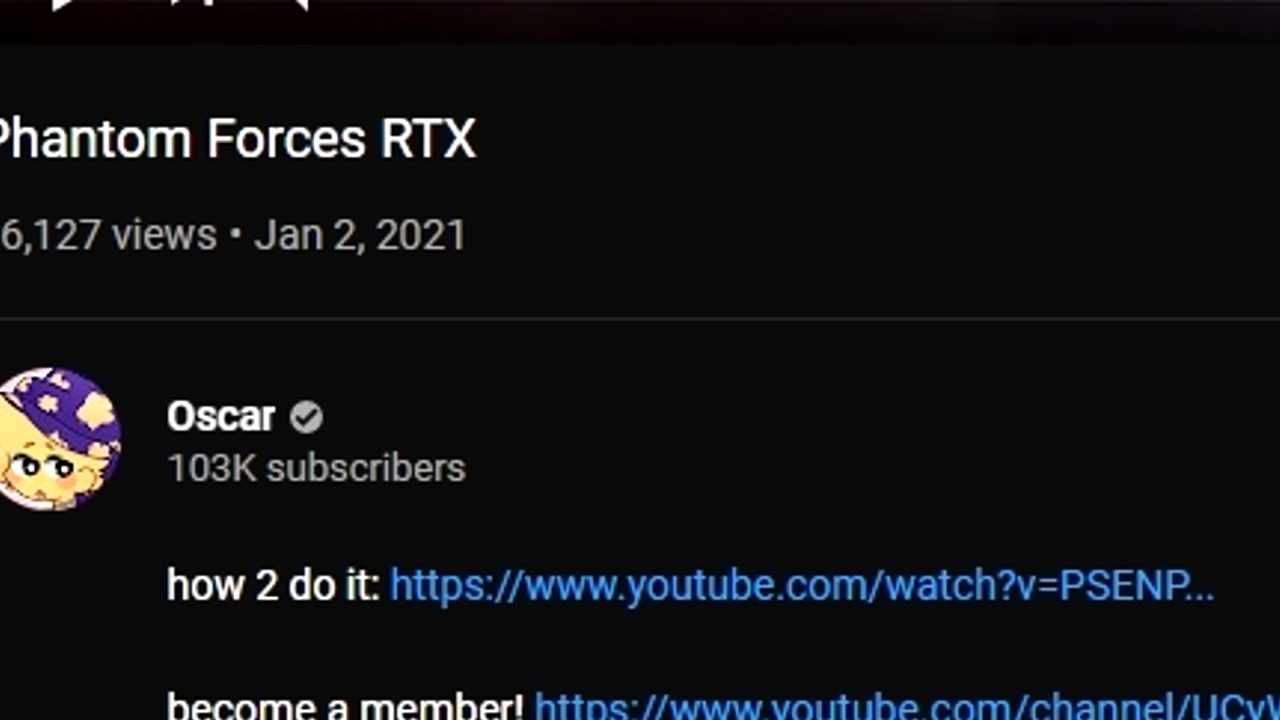 Phantom Forces RTX
6,127 views • Jan 2, 2021
Oscar
103K subscribers
how 2 do it: https://www.youtube.com/watch?v=PSENP...
become a member! https://www.youtube.com/channel/UCyV